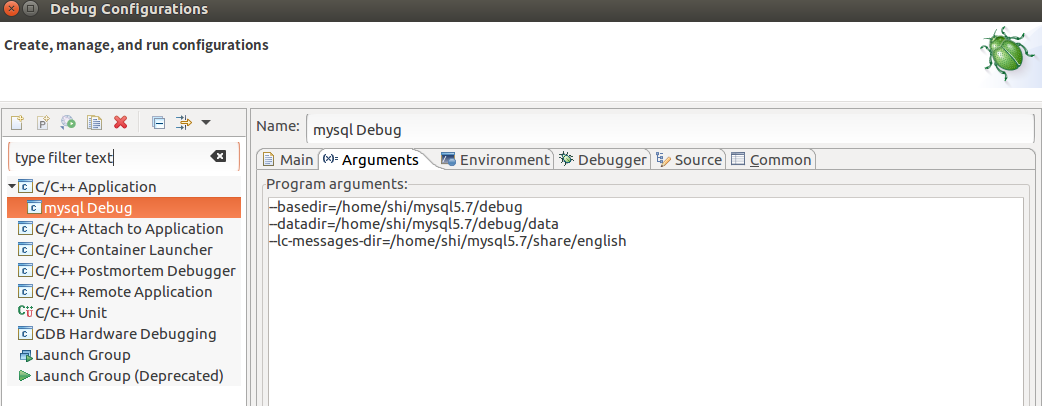 Debug Configurations
Create, manage, and run configurations
Name: mysql Debug
type filter text
Main (x)= Arguments Environment Debugger Source Common
C/C++ Application
mysql Debug
C/C++ Attach to Application
C/C++ Container Launcher
C/C++ Postmortem Debugger
C/C++ Remote Application
C/C++ Unit
GDB Hardware Debugging
Launch Group
Launch Group (Deprecated)
Program arguments:
--basedir=/home/shi/mysql5.7/debug
--datadir=/home/shi/mysql5.7/debug/data
--lc-messages-dir=/home/shi/mysql5.7/share/english